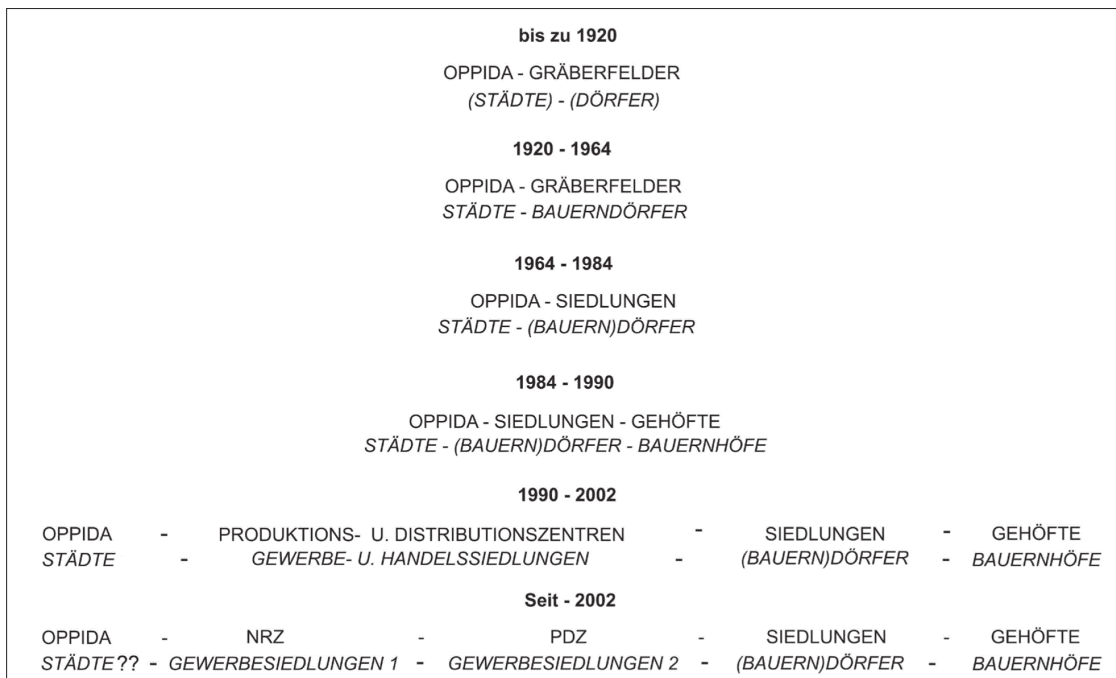 bis zu 1920
OPPIDA - GRÄBERFELDER
(STÄDTE) - (DÖRFER)
1920 - 1964
OPPIDA - GRÄBERFELDER
STÄDTE - BAUERNDÖRFER
1964 - 1984
OPPIDA - SIEDLUNGEN
STÄDTE - (BAUERN)DÖRFER
1984 - 1990
OPPIDA - SIEDLUNGEN - GEHÖFTE
STÄDTE - (BAUERN)DÖRFER - BAUERNHÖFE
1990 - 2002
OPPIDA - PRODUKTIONS- U. DISTRIBUTIONSZENTREN - SIEDLUNGEN - GEHÖFTE
STÄDTE - GEWERBE- U. HANDELSSIEDLUNGEN - (BAUERN)DÖRFER - BAUERNHÖFE
Seit - 2002
OPPIDA - NRZ - PDZ - SIEDLUNGEN - GEHÖFTE
STÄDTE?? - GEWERBESIEDLUNGEN 1 - GEWERBESIEDLUNGEN 2 - (BAUERN)DÖRFER - BAUERNHÖFE